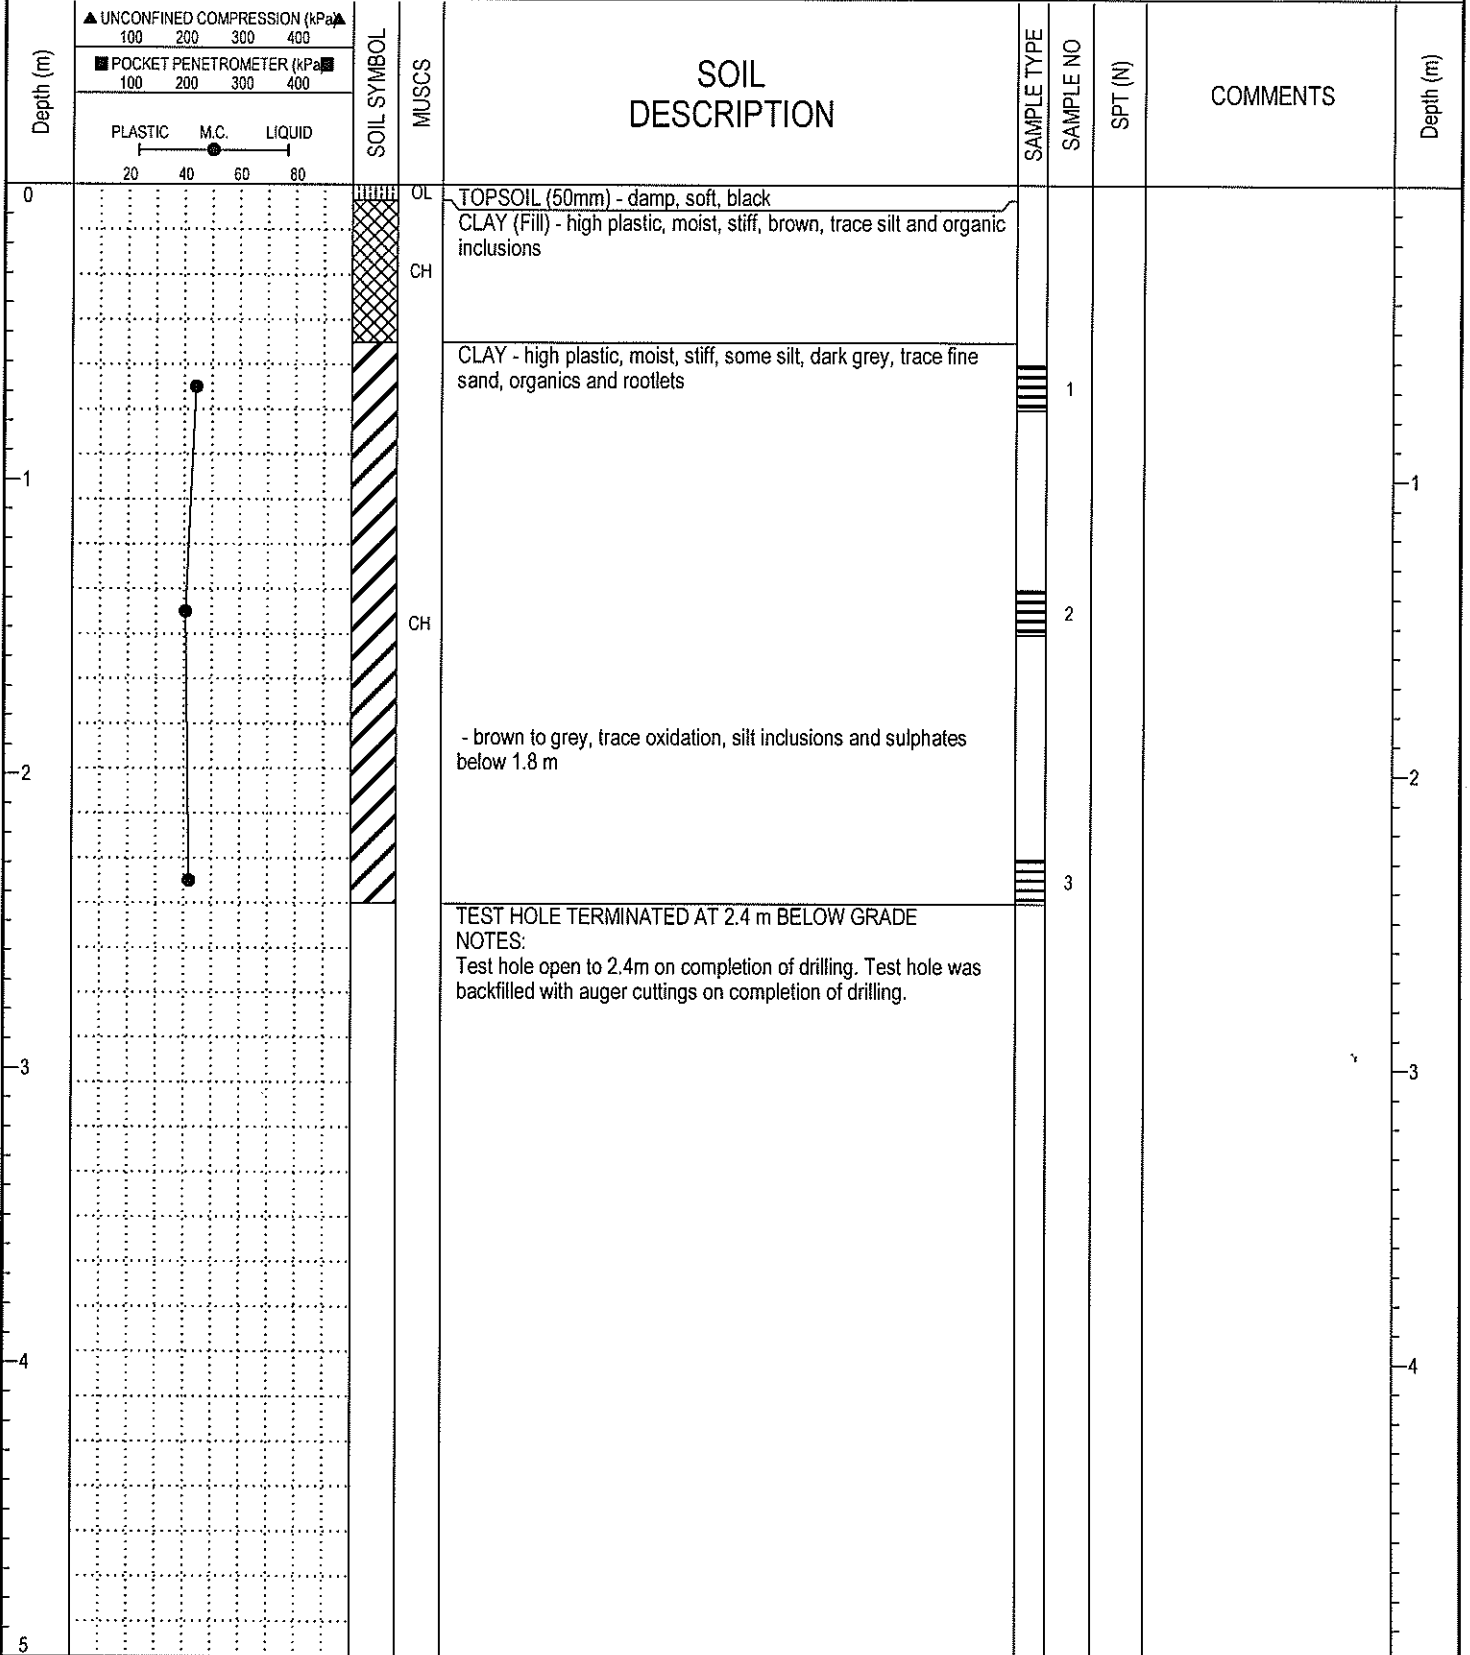 ▲ UNCONFINED COMPRESSION (kPa)▲
100 200 300 400
■ POCKET PENETROMETER (kPa)■
100 200 300 400
PLASTIC M.C. LIQUID
20 40 60 80
Depth (m)
SOIL SYMBOL
MUSCS
SOIL
DESCRIPTION
SAMPLE TYPE
SAMPLE NO
SPT (N)
COMMENTS
Depth (m)
0
OL
TOPSOIL (50mm) - damp, soft, black
CLAY (Fill) - high plastic, moist, stiff, brown, trace silt and organic
inclusions
CH
CLAY - high plastic, moist, stiff, some silt, dark grey, trace fine
sand, organics and rootlets
1
1
1
2
CH
- brown to grey, trace oxidation, silt inclusions and sulphates
below 1.8 m
2
2
3
TEST HOLE TERMINATED AT 2.4 m BELOW GRADE
NOTES:
Test hole open to 2.4m on completion of drilling. Test hole was
backfilled with auger cuttings on completion of drilling.
3
3
4
4
5